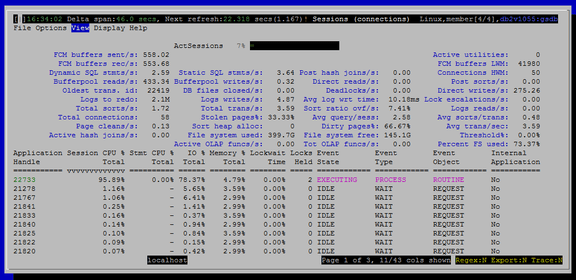 [ ]16:34:02 Delta span:46.0 secs, Next refresh:22.318 secs(1.167)! Sessions (connections) Linux,member[4/4],db2v1055:gsdb
File Options View Display Help
ActSessions 7%
FCM buffers sent/s: 558.02 Active utilities: 0
FCM buffers rec/s: 553.68 FCM buffers LWM: 41980
Dynamic SQL stmts/s: 2.59 Static SQL stmts/s: 3.64 Post hash joins/s: 0.00 Connections HWM: 50
Bufferpool reads/s: 433.34 Bufferpool writes/s: 0.32 Direct reads/s: 0.00 Post sorts/s: 0.00
Oldest trans. id: 22419 DB files closed/s: 0.00 Deadlocks/s: 0.00 Direct writes/s: 275.26
Logs to redo: 2.1M Logs writes/s: 4.87 Avg log wrt time: 10.18ms Lock escals/s: 0.00
Total sorts/s: 1.72 Total trans/s: 3.59 Sort ratio ovf/s: 7.41% Logs reads/s: 0.00
Total connections: 58 Stolen pages%: 33.33% Avg query/sess: 2.58 Avg sorts/sess: 0.00
Page cleans/s: 0.13 Sort heap alloc: 0 Dirty pages%: 66.67% Avg trans/sec: 3.59
Active hash joins/s: 0.00 File system used: 399.7G File system free: 145.1G Threshold%: 0.00%
Active OLAP funcs/s: 0.00 Tot OLAP funcs/s: 0.00 Percent FS used: 73.37%
Application Session CPU % Stmt CPU % IO % Memory % Lockwait Locks Event Event Event Internal
Handle Total Total Total Total Time Held State Type Object Application
22733 95.89% 0.00% 78.37% 4.79% 0.00% 2 EXECUTING PROCESS ROUTINE No
21278 1.16% - 5.65% 3.59% 0.00% 0 IDLE WAIT REQUEST No
21767 1.06% - 6.41% 2.99% 0.00% 0 IDLE WAIT REQUEST No
21841 0.25% - 1.41% 2.99% 0.00% 0 IDLE WAIT REQUEST No
21833 0.16% - 0.37% 3.59% 0.00% 0 IDLE WAIT REQUEST No
21840 0.14% - 0.94% 2.99% 0.00% 0 IDLE WAIT REQUEST No
21825 0.10% - 0.84% 3.59% 0.00% 0 IDLE WAIT REQUEST No
21822 0.09% - 0.15% 2.99% 0.00% 0 IDLE WAIT REQUEST No
21820 0.07% - 0.42% 2.99% 0.00% 0 IDLE WAIT REQUEST No
localhost Page 1 of 3, 11/43 cols shown Regex:N Export:N Trace:N